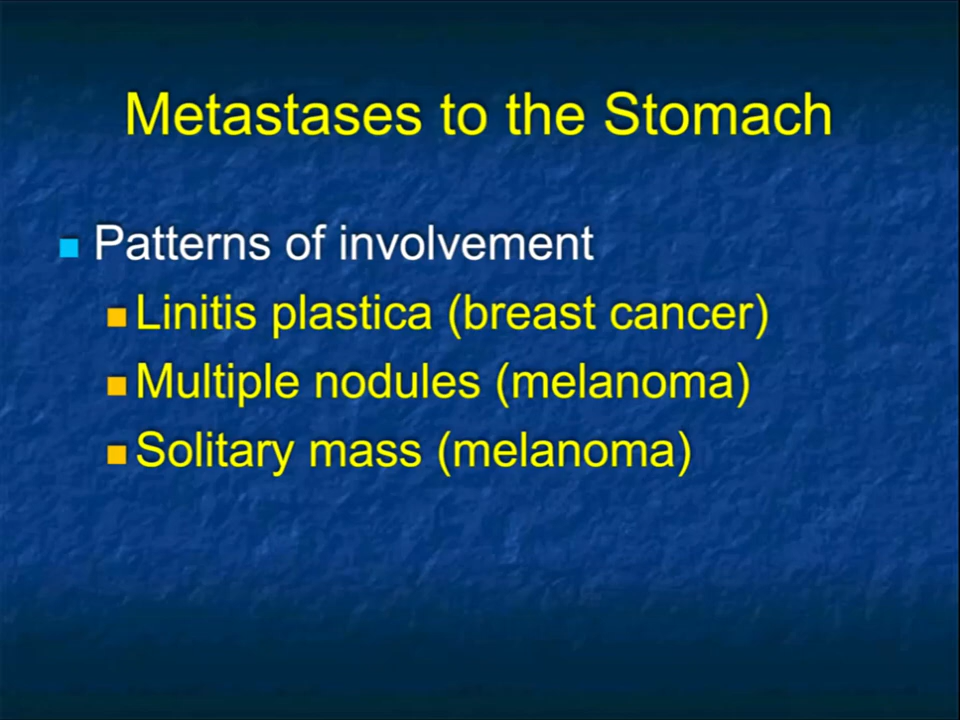 Metastases to the Stomach
Patterns of involvement
Linitis plastica (breast cancer)
Multiple nodules (melanoma)
Solitary mass (melanoma)